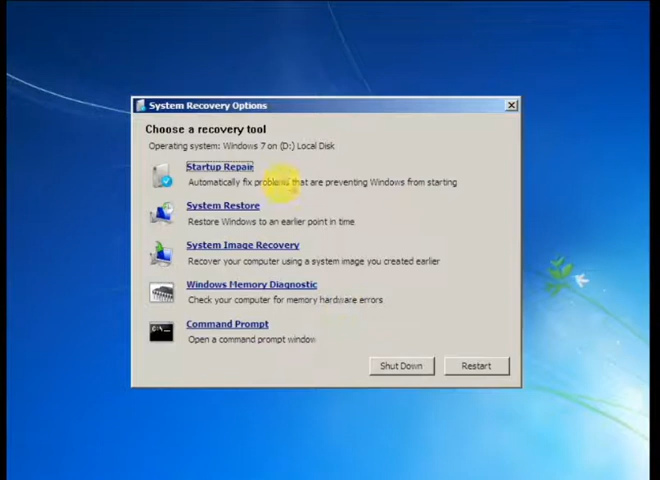 System Recovery Options
Choose a recovery tool
Operating system: Windows 7 on (D:) Local Disk
Startup Repair
Automatically fix problems that are preventing Windows from starting
System Restore
Restore Windows to an earlier point in time
System Image Recovery
Recover your computer using a system image you created earlier
Windows Memory Diagnostic
Check your computer for memory hardware errors
C:\
Command Prompt
Open a command prompt window
Shut Down Restart